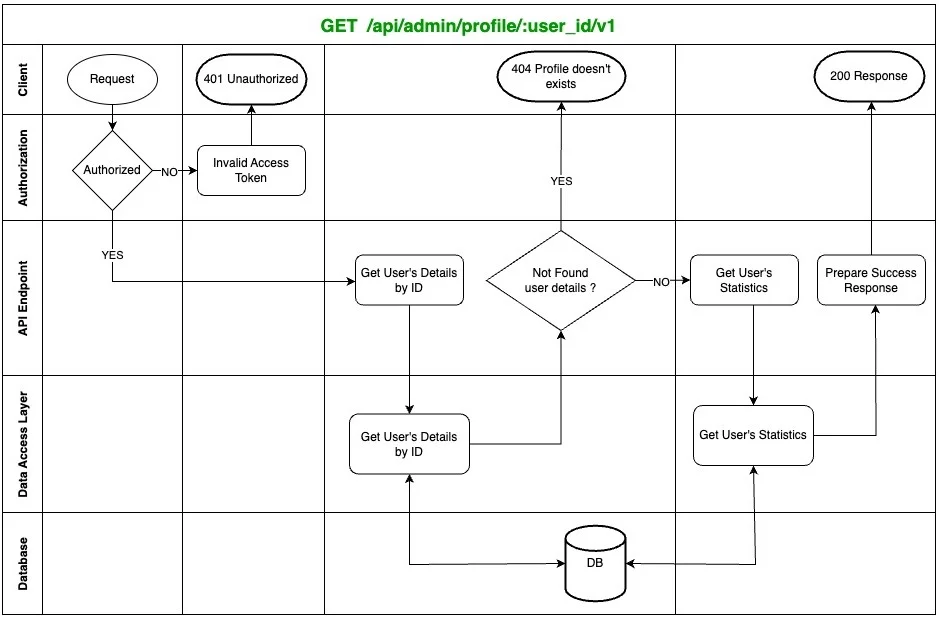 GET /api/admin/profile/:user_id/v1
Client
Request
401 Unauthorized
404 Profile doesn't
exists
200 Response
Authorization
Authorized
NO
Invalid Access
Token
YES
YES
API Endpoint
Get User's Details
by ID
Not Found
user details ?
NO
Get User's
Statistics
Prepare Success
Response
Data Access Layer
Get User's Details
by ID
Get User's Statistics
Database
DB